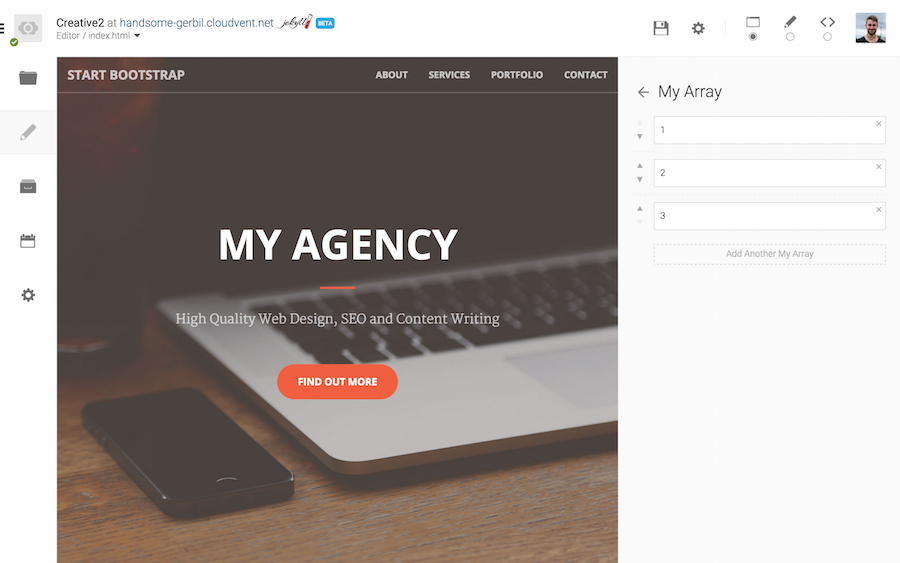 Creative2 at handsome-gerbil.cloudvent.net jekyll BETA
Editor / index.html
START BOOTSTRAP ABOUT SERVICES PORTFOLIO CONTACT
My Array
1
2
3
Add Another My Array
MY AGENCY
High Quality Web Design, SEO and Content Writing
FIND OUT MORE